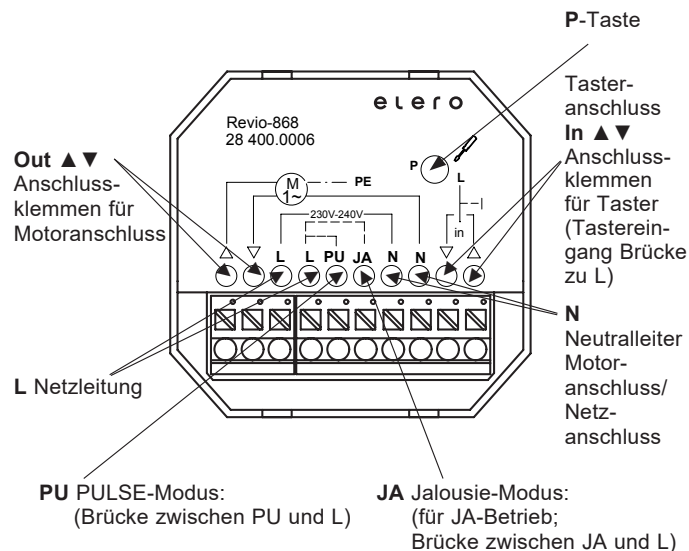 P-Taste
elero
Revio-868
28 400.0006
Taster-
anschluss
In ▲▼
Anschluss-
klemmen
für Taster
(Tasterein-
gang Brücke
zu L)
Out ▲▼
Anschluss-
klemmen für
Motoranschluss
P
L
M
1~
PE
230V-240V
in
L L PU JA N N
N
Neutralleiter
Motor-
anschluss/
Netz-
anschluss
L Netzleitung
PU PULSE-Modus:
(Brücke zwischen PU und L)
JA Jalousie-Modus:
(für JA-Betrieb;
Brücke zwischen JA und L)